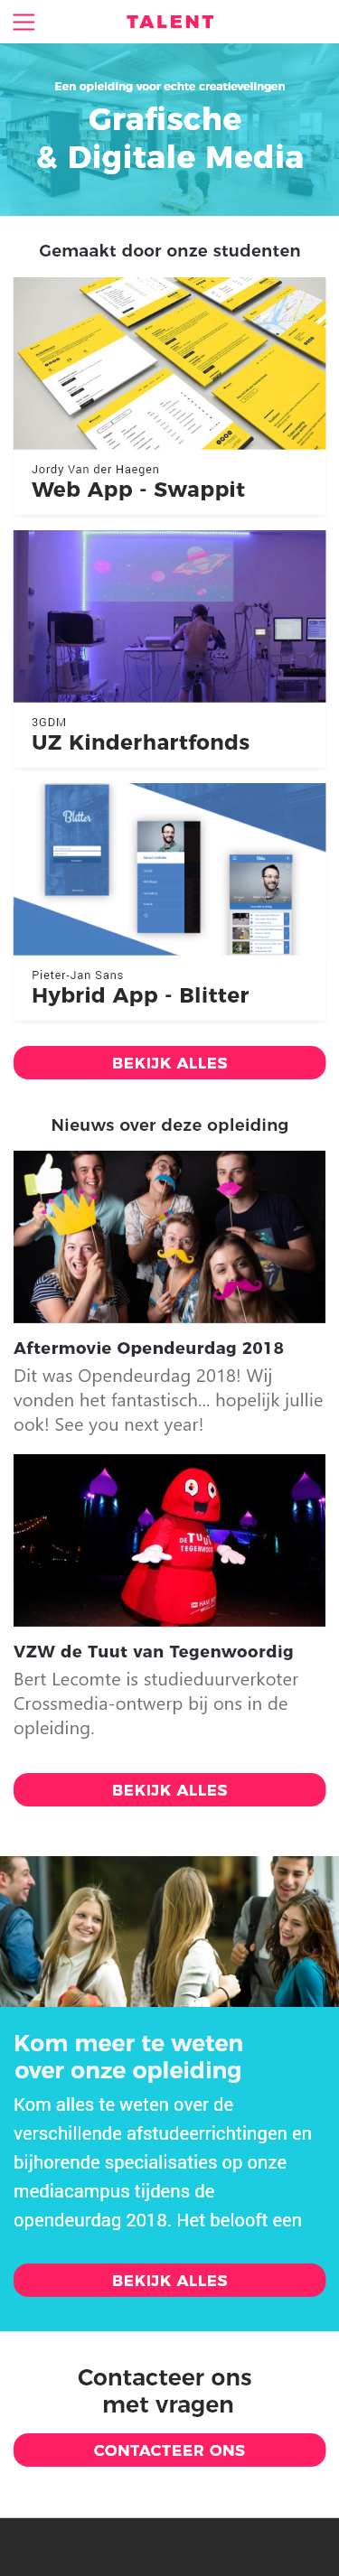 TALENT
Een opleiding voor echte creatievelingen
Grafische
& Digitale Media
Gemaakt door onze studenten
Jordy Van der Haegen
Web App - Swappit
3GDM
UZ Kinderhartfonds
Blitter
Pieter-Jan Sans
Hybrid App - Blitter
BEKIJK ALLES
Nieuws over deze opleiding
Aftermovie Opendeurdag 2018
Dit was Opendeurdag 2018! Wij
vonden het fantastisch... hopelijk jullie
ook! See you next year!
DE TUUT
VAN
TEGENWOORDIG
VZW de Tuut van Tegenwoordig
Bert Lecomte is studieduurverkoter
Crossmedia-ontwerp bij ons in de
opleiding.
BEKIJK ALLES
Kom meer te weten
over onze opleiding
Kom alles te weten over de
verschillende afstudeerrichtingen en
bijhorende specialisaties op onze
mediacampus tijdens de
opendeurdag 2018. Het belooft een
BEKIJK ALLES
Contacteer ons
met vragen
CONTACTEER ONS